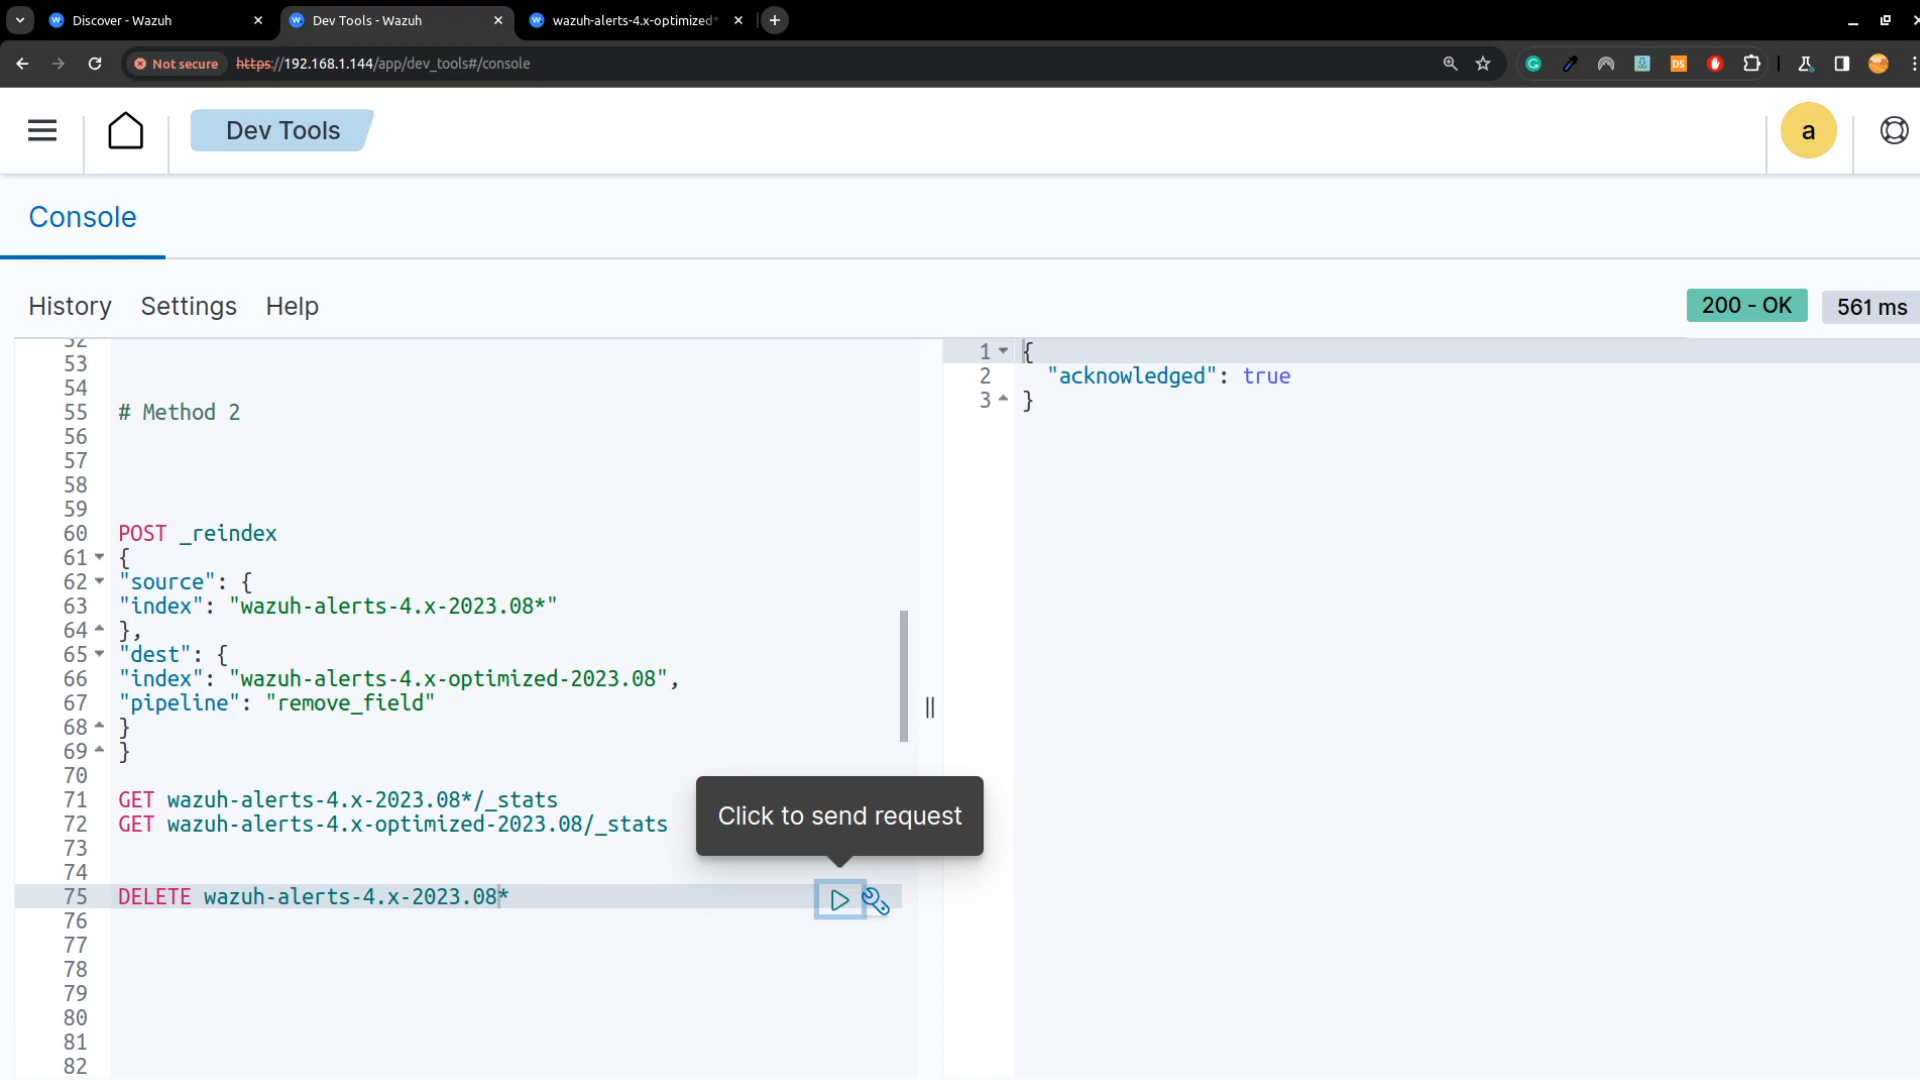 Discover - Wazuh
Dev Tools - Wazuh
wazuh-alerts-4.x-optimized*
Not secure https://192.168.1.144/app/dev_tools#/console
DS
Dev Tools
a
Console
History Settings Help
200 - OK 561 ms
52
53
54
55 # Method 2
56
57
58
59
60 POST _reindex
61 {
62 "source": {
63 "index": "wazuh-alerts-4.x-2023.08*"
64 },
65 "dest": {
66 "index": "wazuh-alerts-4.x-optimized-2023.08",
67 "pipeline": "remove_field"
68 }
69 }
70
71 GET wazuh-alerts-4.x-2023.08*/_stats
72 GET wazuh-alerts-4.x-optimized-2023.08/_stats
73
74
75 DELETE wazuh-alerts-4.x-2023.08*
76
77
78
79
80
81
82
Click to send request
1 {
2 "acknowledged": true
3 }